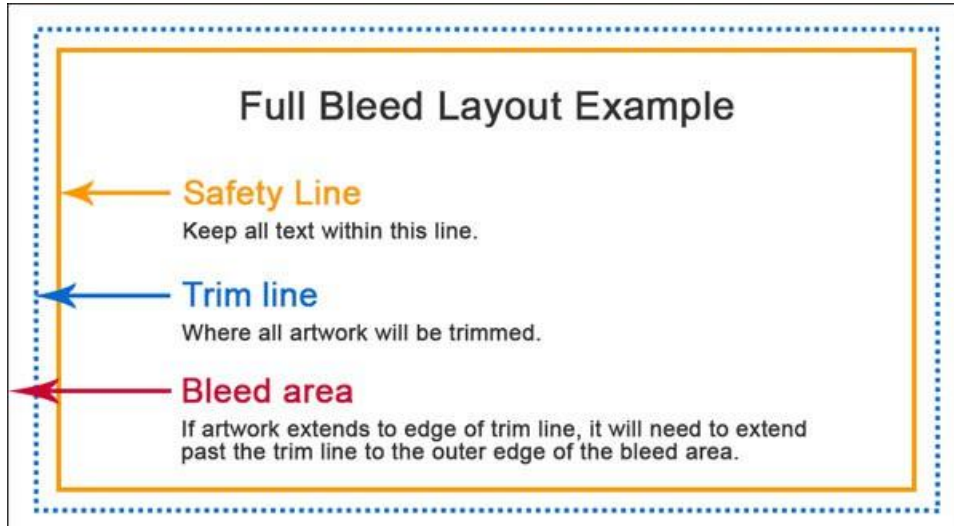 Full Bleed Layout Example
Safety Line
Keep all text within this line.
Trim line
Where all artwork will be trimmed.
Bleed area
If artwork extends to edge of trim line, it will need to extend
past the trim line to the outer edge of the bleed area.